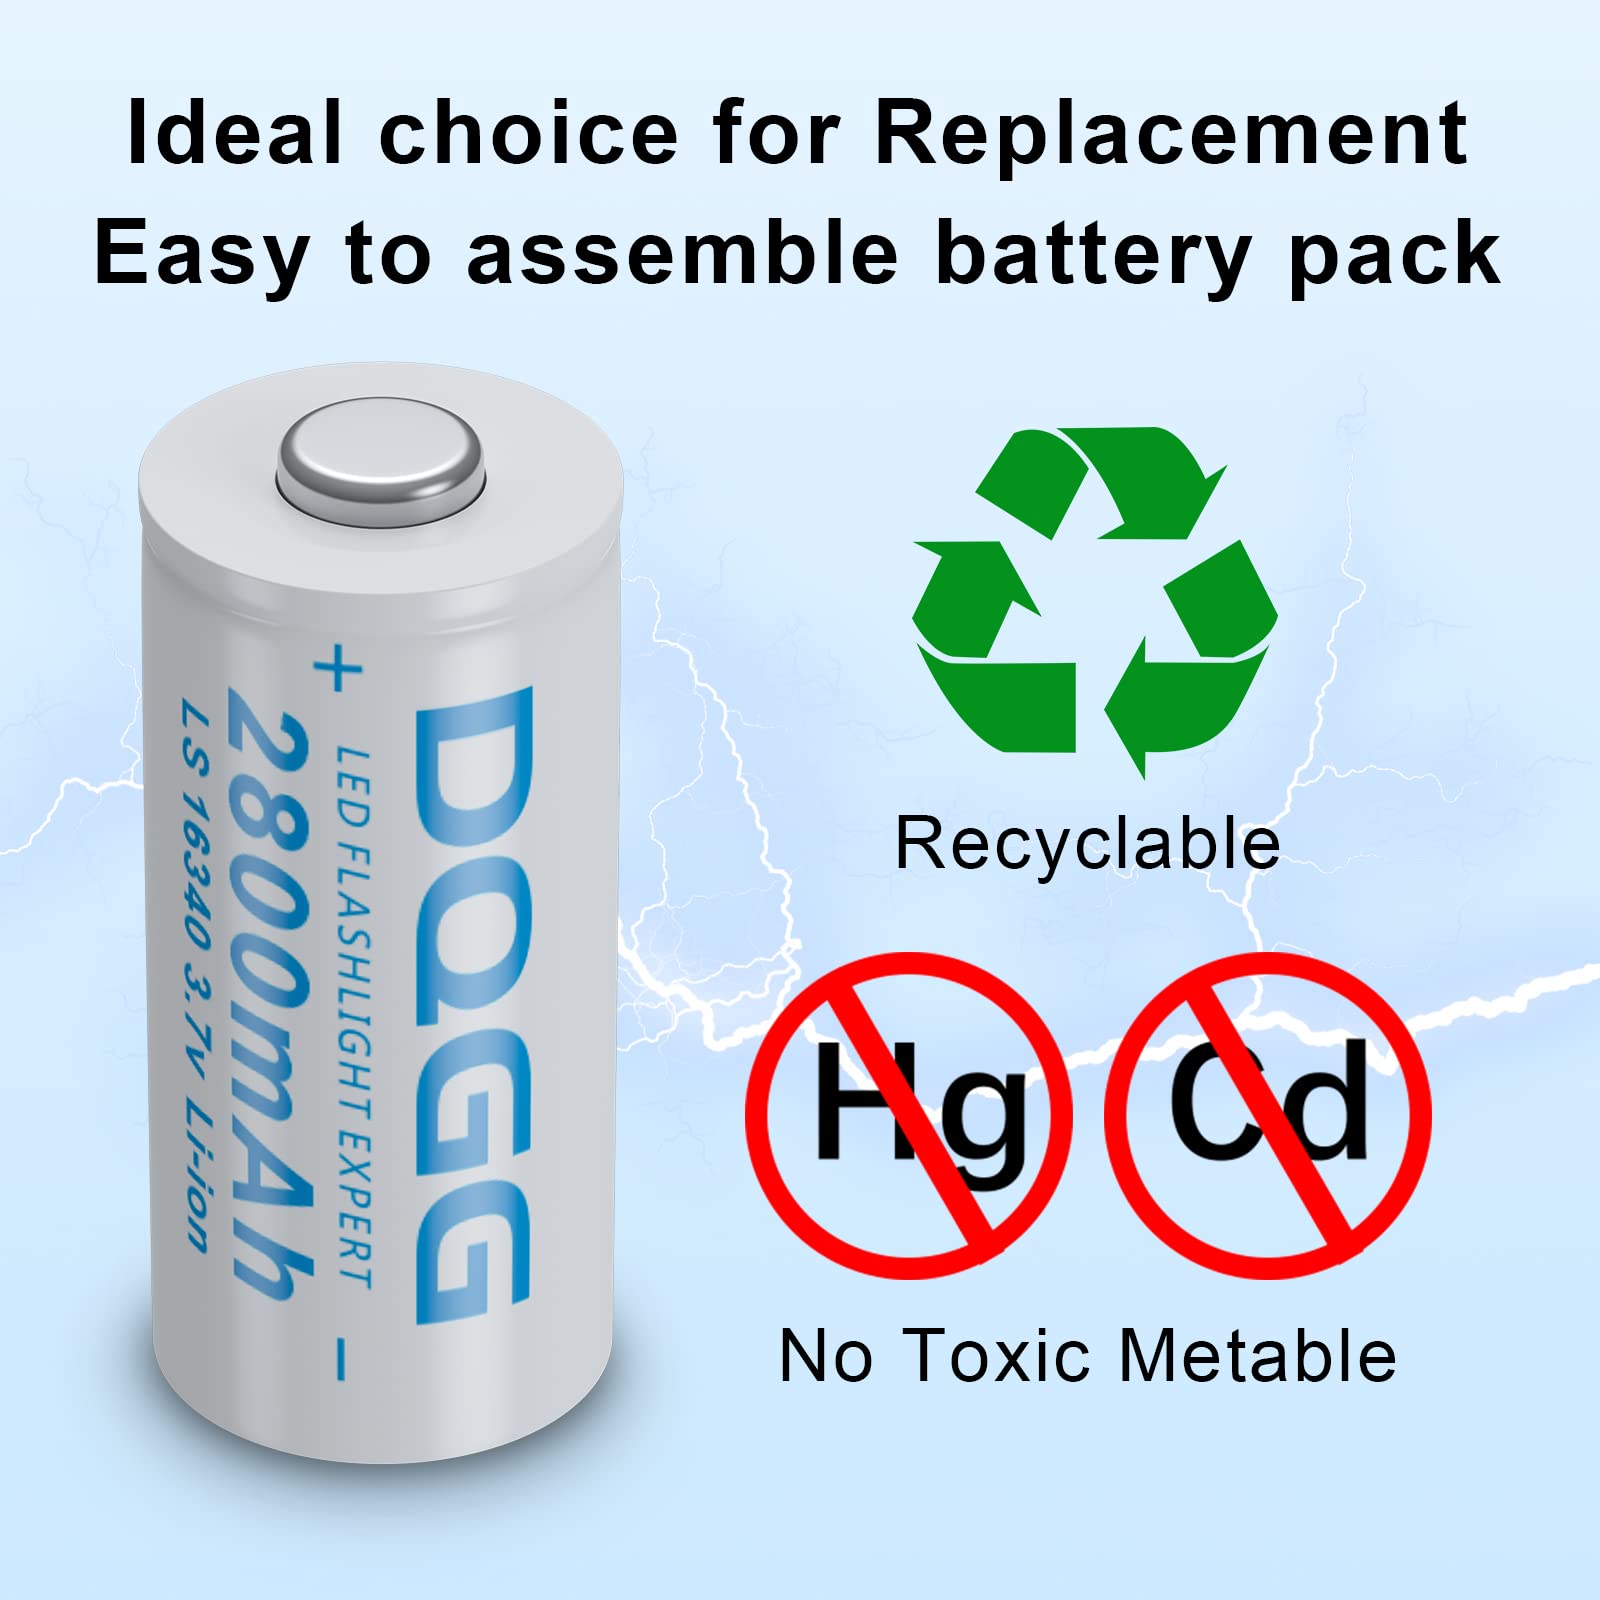 Ideal choice for Replacement
Easy to assemble battery pack
+
DQGG
LED FLASHLIGHT EXPERT
2800mAh
LS 16340 3.7v Li-ion
-
Recyclable
Hg Cd
No Toxic Metable